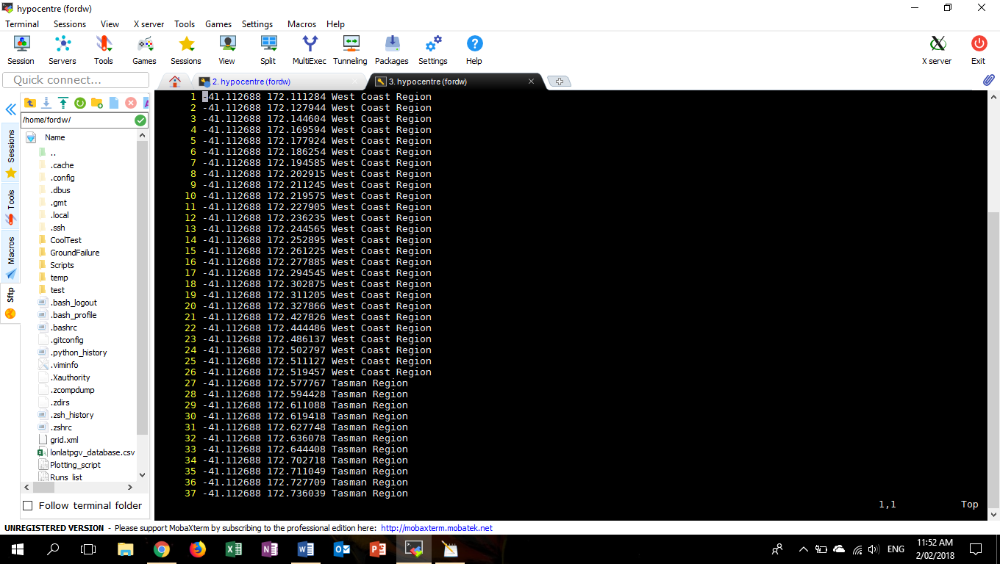 hypocentre (fordw)
Terminal Sessions View X server Tools Games Settings Macros Help
Session Servers Tools Games Sessions View Split MultiExec Tunneling Packages Settings Help X server Exit
Quick connect...
2. hypocentre (fordw)
3. hypocentre (fordw)
/home/fordw/
Sessions
Tools
Macros
Sftp
Name
..
.cache
.config
.dbus
.gmt
.local
.ssh
CoolTest
GroundFailure
Scripts
temp
test
.bash_logout
.bash_profile
.bashrc
.gitconfig
.python_history
.viminfo
.Xauthority
.zcompdump
.zdirs
.zsh_history
.zshrc
grid.xml
lonlatpgv_database.csv
Plotting_script
Runs_list
Follow terminal folder
1 -41.112688 172.111284 West Coast Region
2 -41.112688 172.127944 West Coast Region
3 -41.112688 172.144604 West Coast Region
4 -41.112688 172.169594 West Coast Region
5 -41.112688 172.177924 West Coast Region
6 -41.112688 172.186254 West Coast Region
7 -41.112688 172.194585 West Coast Region
8 -41.112688 172.202915 West Coast Region
9 -41.112688 172.211245 West Coast Region
10 -41.112688 172.219575 West Coast Region
11 -41.112688 172.227905 West Coast Region
12 -41.112688 172.236235 West Coast Region
13 -41.112688 172.244565 West Coast Region
14 -41.112688 172.252895 West Coast Region
15 -41.112688 172.261225 West Coast Region
16 -41.112688 172.277885 West Coast Region
17 -41.112688 172.294545 West Coast Region
18 -41.112688 172.302875 West Coast Region
19 -41.112688 172.311205 West Coast Region
20 -41.112688 172.327866 West Coast Region
21 -41.112688 172.427826 West Coast Region
22 -41.112688 172.444486 West Coast Region
23 -41.112688 172.486137 West Coast Region
24 -41.112688 172.502797 West Coast Region
25 -41.112688 172.511127 West Coast Region
26 -41.112688 172.519457 West Coast Region
27 -41.112688 172.577767 Tasman Region
28 -41.112688 172.594428 Tasman Region
29 -41.112688 172.611088 Tasman Region
30 -41.112688 172.619418 Tasman Region
31 -41.112688 172.627748 Tasman Region
32 -41.112688 172.636078 Tasman Region
33 -41.112688 172.644408 Tasman Region
34 -41.112688 172.702718 Tasman Region
35 -41.112688 172.711049 Tasman Region
36 -41.112688 172.727709 Tasman Region
37 -41.112688 172.736039 Tasman Region
1,1 Top
UNREGISTERED VERSION - Please support MobaXterm by subscribing to the professional edition here: http://mobaxterm.mobatek.net
ENG
11:52 AM
2/02/2018